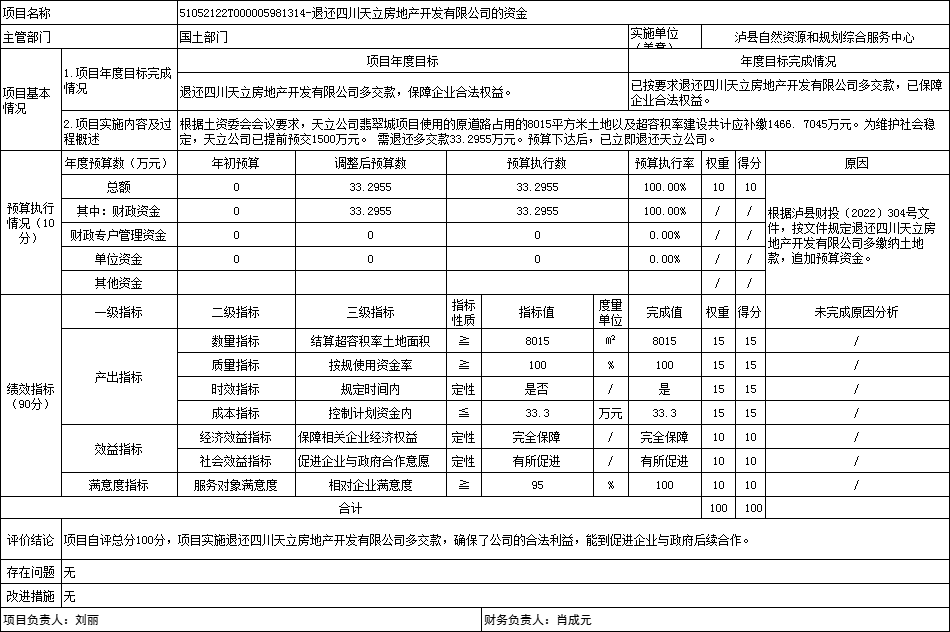 项目名称 51052122T000005981314-退还四川天立房地产开发有限公司的资金
主管部门 国土部门 实施单位（盖章） 泸县自然资源和规划综合服务中心
项目基本情况 1.项目年度目标完成情况 项目年度目标 年度目标完成情况
退还四川天立房地产开发有限公司多交款，保障企业合法权益。 已按要求退还四川天立房地产开发有限公司多交款，已保障企业合法权益。
2.项目实施内容及过程概述 根据土资委会会议要求，天立公司翡翠城项目使用的原道路占用的8015平方米土地以及超容积率建设共计应补缴1466．7045万元。为维护社会稳定，天立公司已提前预交1500万元。 需退还多交款33.2955万元。预算下达后，已立即退还天立公司。
预算执行情况（10分） 年度预算数（万元） 年初预算 调整后预算数 预算执行数 预算执行率 权重 得分 原因
总额 0 33.2955 33.2955 100.00% 10 10 根据泸县财投（2022）304号文件，按文件规定退还四川天立房地产开发有限公司多缴纳土地款，追加预算资金。
其中：财政资金 0 33.2955 33.2955 100.00% / /
财政专户管理资金 0 0 0 0.00% / /
单位资金 0 0 0 0.00% / /
其他资金 / /
绩效指标（90分） 一级指标 二级指标 三级指标 指标性质 指标值 度量单位 完成值 权重 得分 未完成原因分析
产出指标 数量指标 结算超容积率土地面积 ≧ 8015 ㎡ 8015 15 15 /
质量指标 按规使用资金率 ≧ 100 % 100 15 15 /
时效指标 规定时间内 定性 是否 / 是 15 15 /
成本指标 控制计划资金内 ≦ 33.3 万元 33.3 15 15 /
效益指标 经济效益指标 保障相关企业经济权益 定性 完全保障 / 完全保障 10 10 /
社会效益指标 促进企业与政府合作意愿 定性 有所促进 / 有所促进 10 10 /
满意度指标 服务对象满意度 相对企业满意度 ≧ 95 % 100 10 10 /
合计 100 100
评价结论 项目自评总分100分，项目实施退还四川天立房地产开发有限公司多交款，确保了公司的合法利益，能到促进企业与政府后续合作。
存在问题 无
改进措施 无
项目负责人：刘丽 财务负责人：肖成元